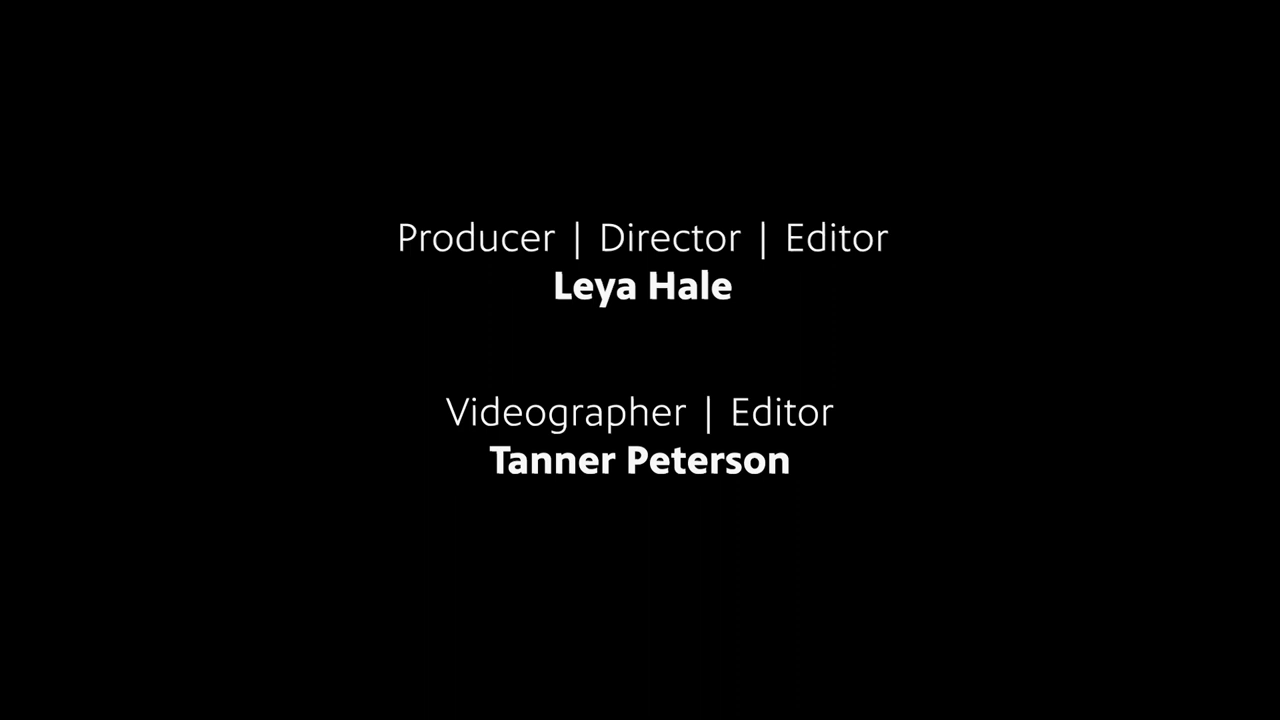 Producer | Director | Editor
Leya Hale
Videographer | Editor
Tanner Peterson